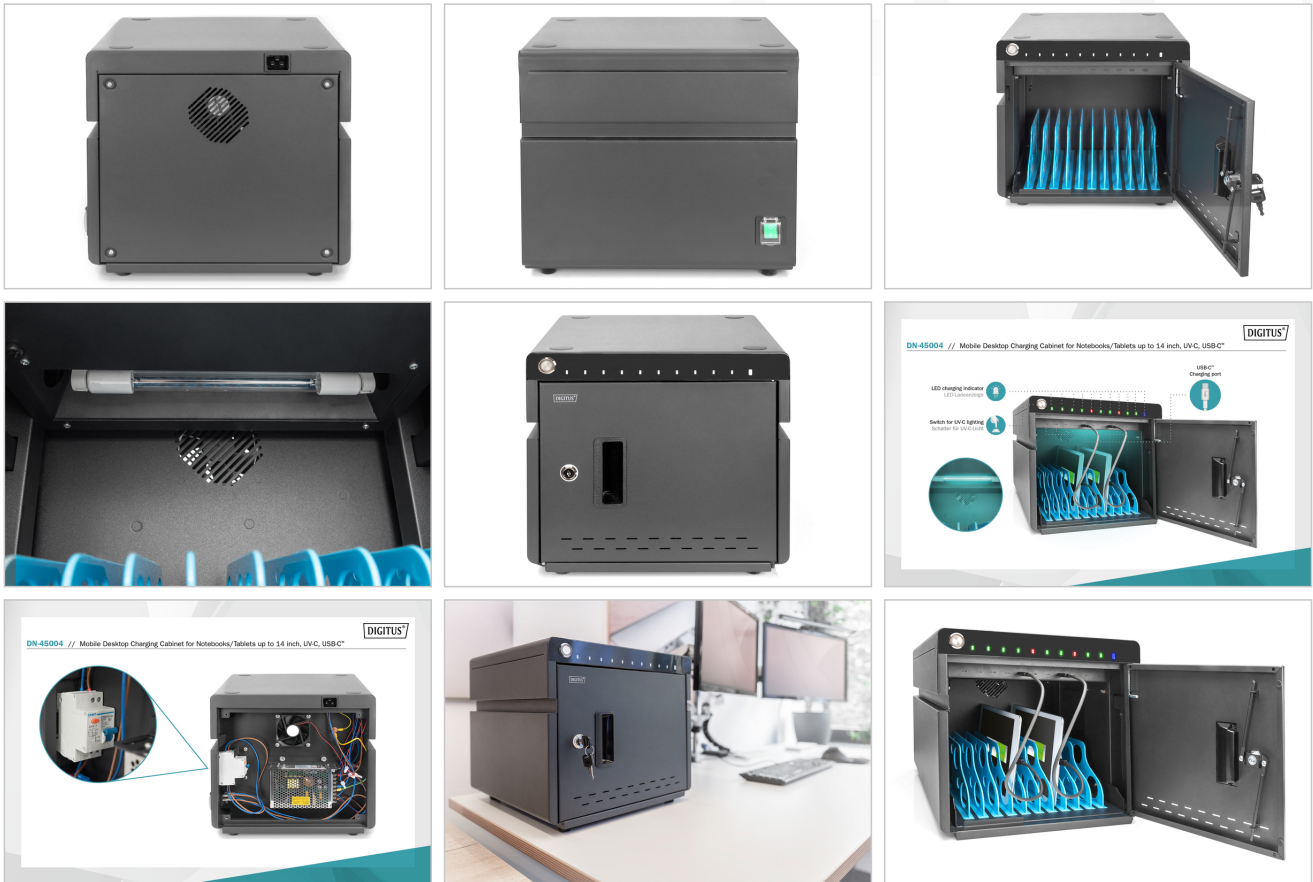 DIGITUS
DIGITUS®
DN-45004 // Mobile Desktop Charging Cabinet for Notebooks/Tablets up to 14 inch, UV-C, USB-C™
USB-C™
Charging port
LED charging indicator
LED-Ladeanzeige
Switch for UV-C lighting
Schalter für UV-C-Licht
DIGITUS®
DN-45004 // Mobile Desktop Charging Cabinet for Notebooks/Tablets up to 14 inch, UV-C, USB-C™
DIGITUS